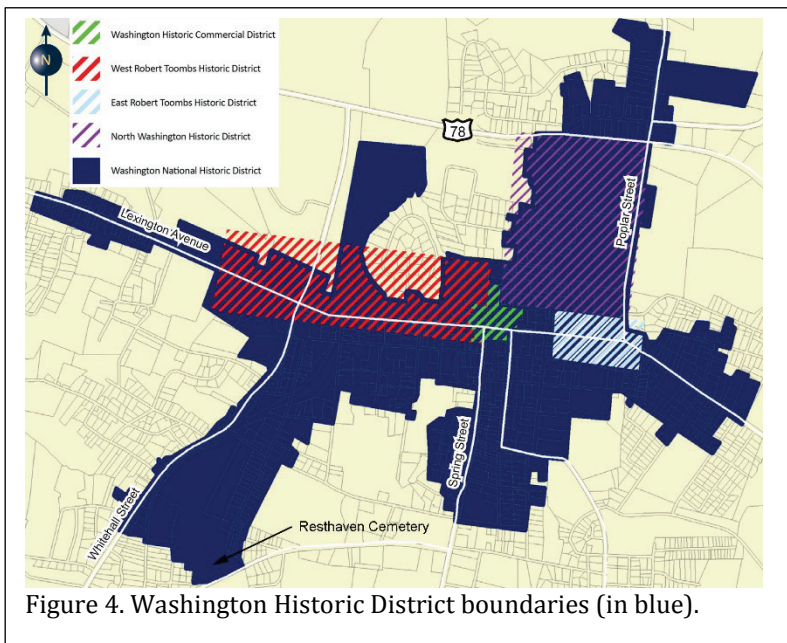 N
Washington Historic Commercial District
West Robert Toombs Historic District
East Robert Toombs Historic District
North Washington Historic District
Washington National Historic District
78
Lexington Avenue
Poplar Street
Spring Street
Whitehall Street
Resthaven Cemetery
Figure 4. Washington Historic District boundaries (in blue).